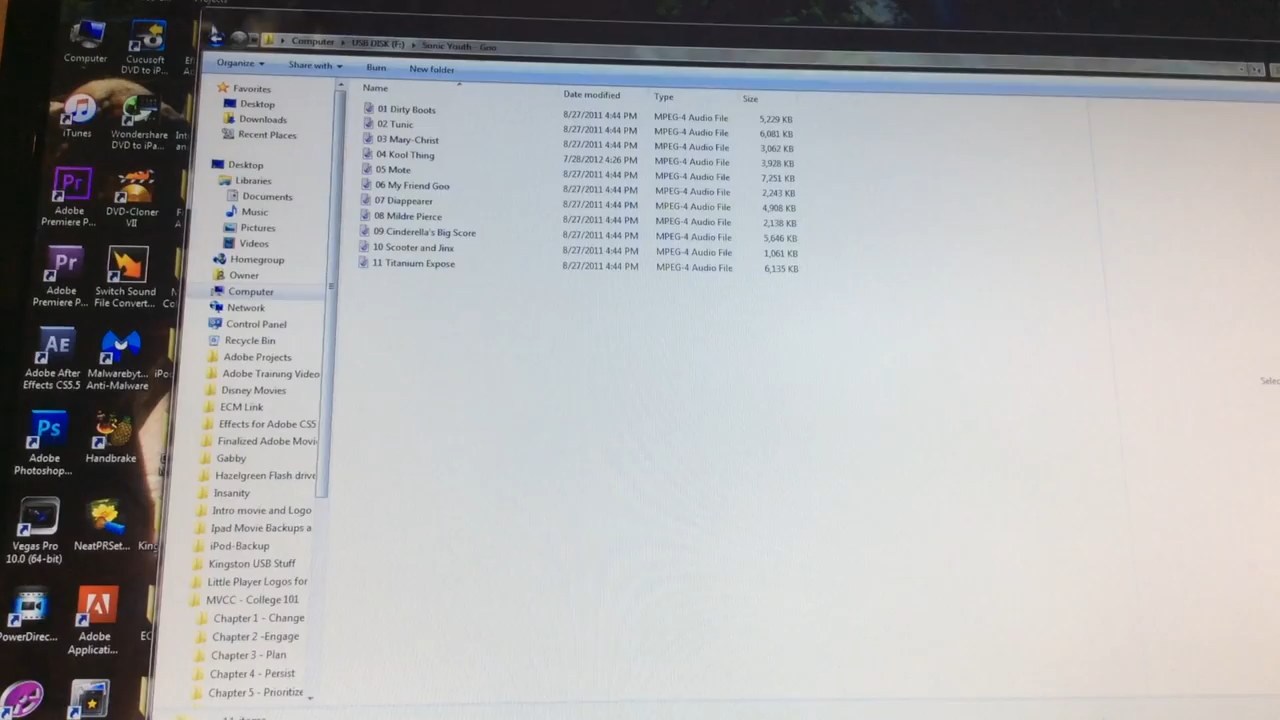 Computer
Cucusoft
DVD to iP...
iTunes
Wondershare
DVD to iPa...
Adobe
Premiere P...
DVD-Cloner
VII
Adobe
Premiere P...
Switch Sound
File Convert...
Adobe After
Effects CS5.5
Malwarebyt...
Anti-Malware
iPo
Adobe
Photoshop...
Handbrake
Vegas Pro
10.0 (64-bit)
NeatPRSet...
King
PowerDirec...
Adobe
Applicati...
EC
Computer USB DISK (F:) Sonic Youth - Goo
Organize Share with Burn New folder
Favorites
Desktop
Downloads
Recent Places
Desktop
Libraries
Documents
Music
Pictures
Videos
Homegroup
Owner
Computer
Network
Control Panel
Recycle Bin
Adobe Projects
Adobe Training Video
Disney Movies
ECM Link
Effects for Adobe CS5
Finalized Adobe Movi
Gabby
Hazelgreen Flash drive
Insanity
Intro movie and Logo
Ipad Movie Backups a
iPod-Backup
Kingston USB Stuff
Little Player Logos for
MVCC - College 101
Chapter 1 - Change
Chapter 2 -Engage
Chapter 3 - Plan
Chapter 4 - Persist
Chapter 5 - Prioritize
Name Date modified Type Size
01 Dirty Boots 8/27/2011 4:44 PM MPEG-4 Audio File 5,229 KB
02 Tunic 8/27/2011 4:44 PM MPEG-4 Audio File 6,081 KB
03 Mary-Christ 8/27/2011 4:44 PM MPEG-4 Audio File 3,062 KB
04 Kool Thing 7/28/2012 4:26 PM MPEG-4 Audio File 3,928 KB
05 Mote 8/27/2011 4:44 PM MPEG-4 Audio File 7,251 KB
06 My Friend Goo 8/27/2011 4:44 PM MPEG-4 Audio File 2,243 KB
07 Diappearer 8/27/2011 4:44 PM MPEG-4 Audio File 4,908 KB
08 Mildre Pierce 8/27/2011 4:44 PM MPEG-4 Audio File 2,138 KB
09 Cinderella's Big Score 8/27/2011 4:44 PM MPEG-4 Audio File 5,646 KB
10 Scooter and Jinx 8/27/2011 4:44 PM MPEG-4 Audio File 1,061 KB
11 Titanium Expose 8/27/2011 4:44 PM MPEG-4 Audio File 6,135 KB
Selec